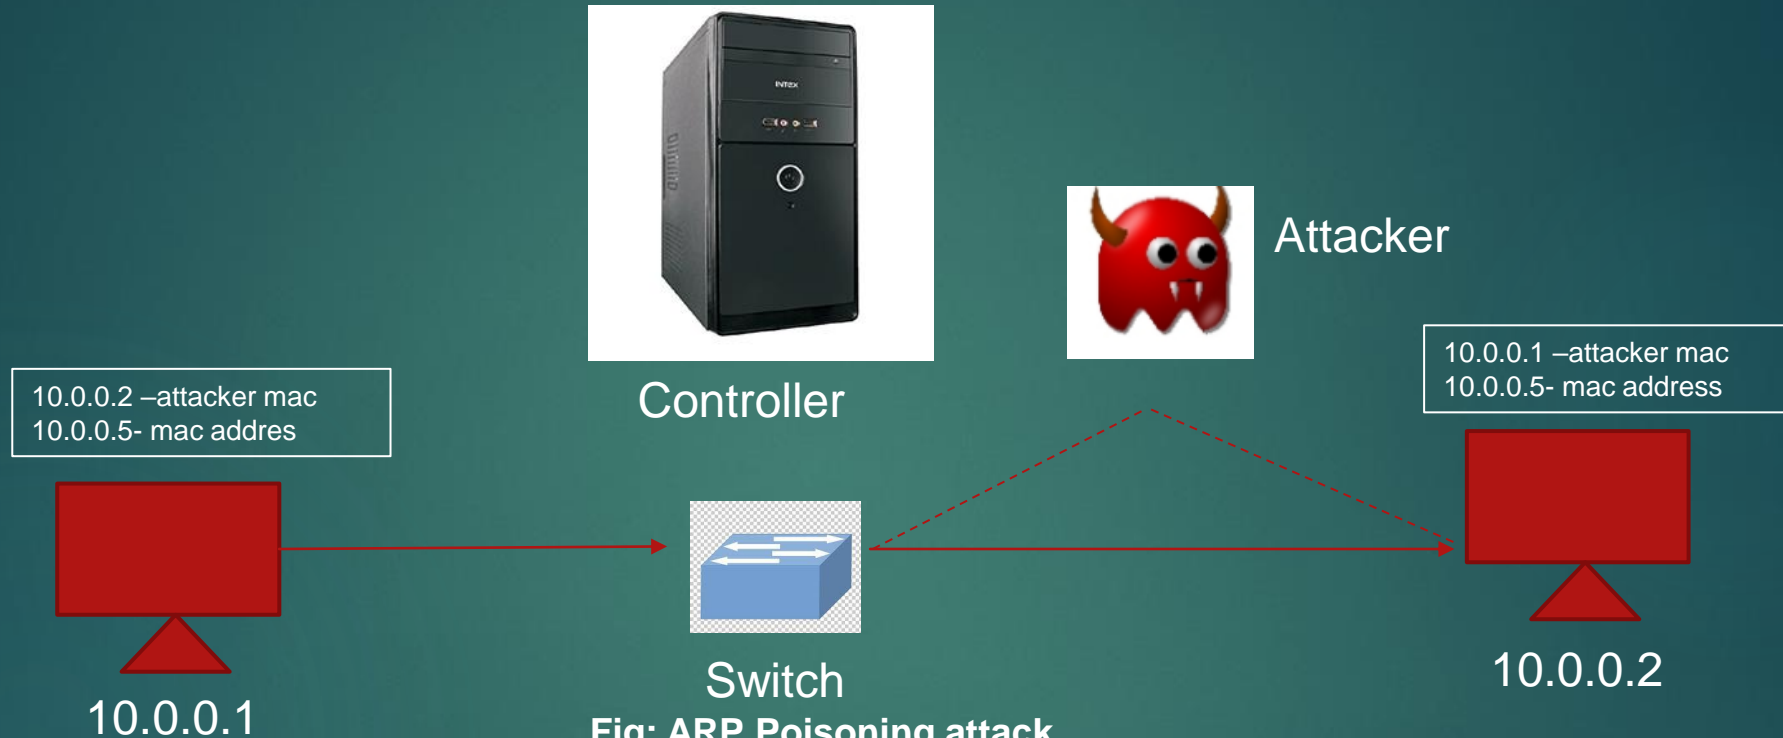 INTEX
Attacker
Controller
10.0.0.2 –attacker mac
10.0.0.5- mac addres
10.0.0.1 –attacker mac
10.0.0.5- mac address
Switch
10.0.0.1
10.0.0.2
Fig: ARP Poisoning attack